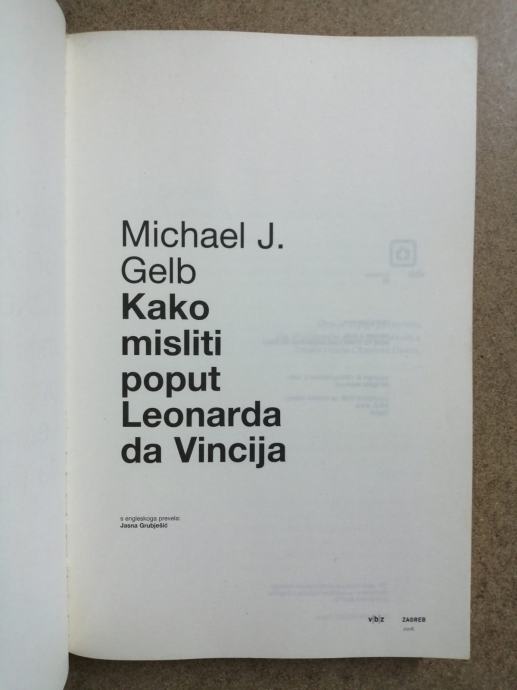 Michael J.
Gelb
Kako
misliti
poput
Leonarda
da Vincija
s engleskoga prevela:
Jasna Grubješić
v|b|z ZAGREB